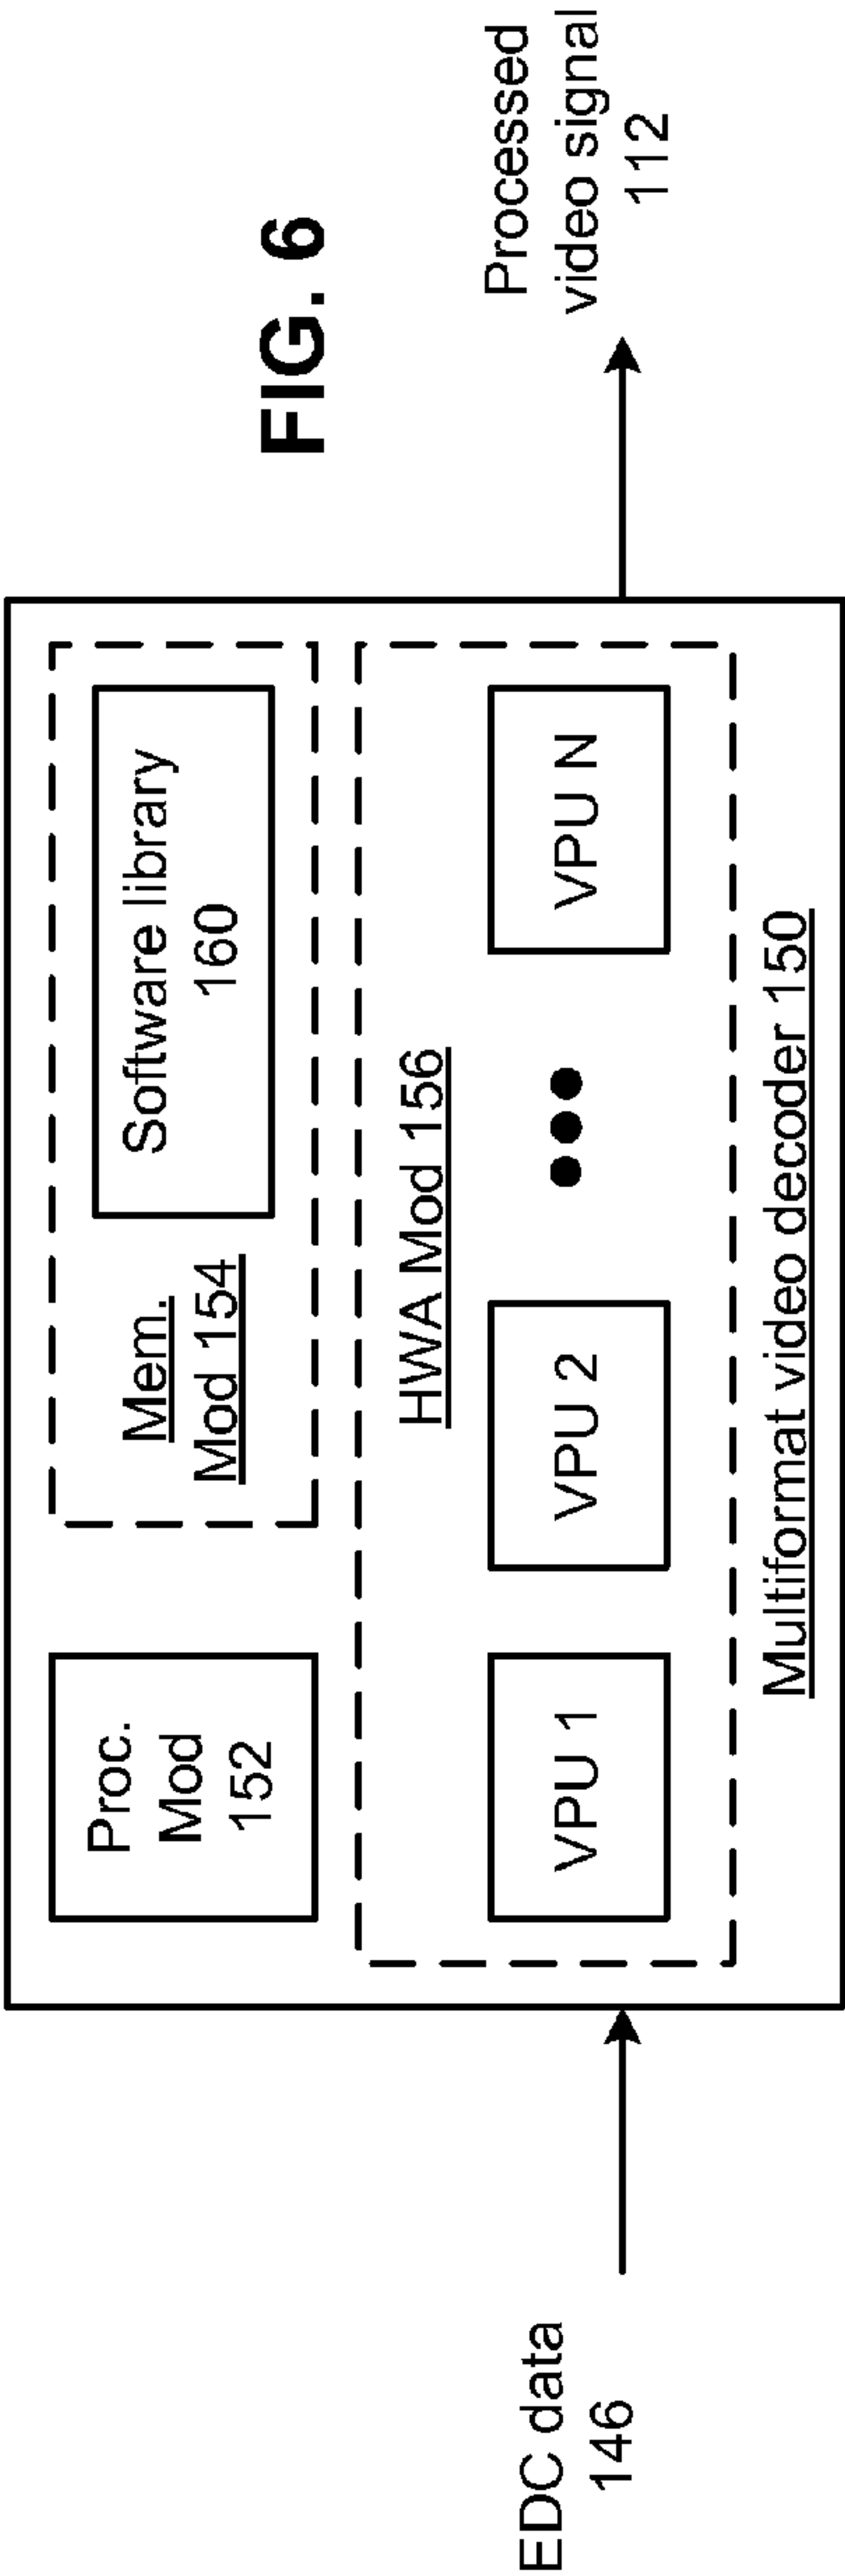 EDC data
146
Proc.
Mod
152
Mem.
Mod 154
Software library
160
HWA Mod 156
VPU 1
VPU 2
VPU N
Multiformat video decoder 150
Processed
video signal
112
FIG. 6